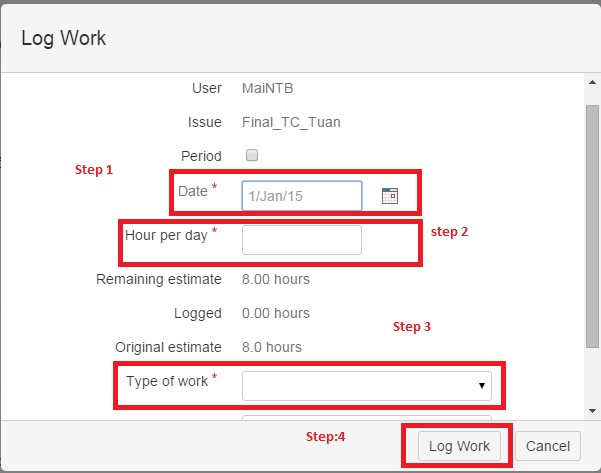 Log Work
User MaiNTB
Issue Final_TC_Tuan
Period
Step 1
Date * 1/Jan/15
Hour per day *
step 2
Remaining estimate 8.00 hours
Logged 0.00 hours
Step 3
Original estimate 8.0 hours
Type of work *
Step:4
Log Work Cancel